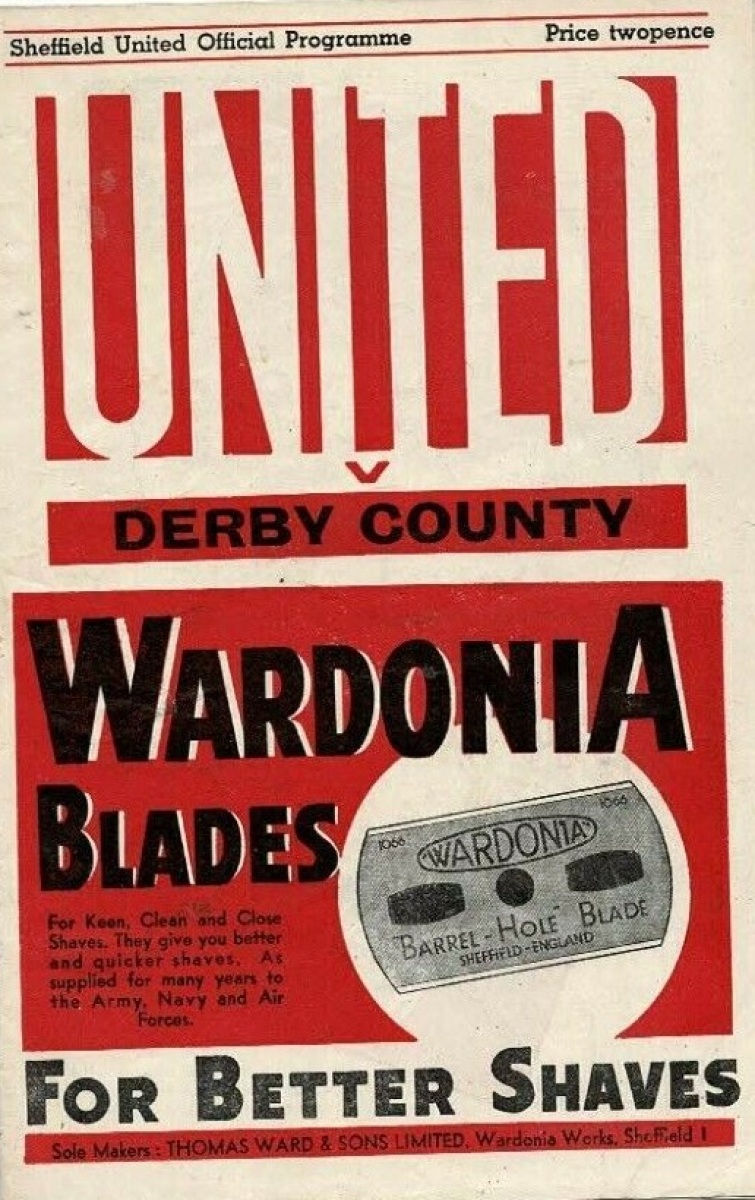 Sheffield United Official Programme
Price twopence
UNITED
v
DERBY COUNTY
WARDONIA
BLADES
1066
1066
"WARDONIA"
"BARREL-HOLE" BLADE
SHEFFIELD-ENGLAND
For Keen, Clean and Close
Shaves. They give you better
and quicker shaves. As
supplied for many years to
the Army, Navy and Air
Forces.
FOR BETTER SHAVES
Sole Makers : THOMAS WARD & SONS LIMITED, Wardonia Works, Sheffield 1